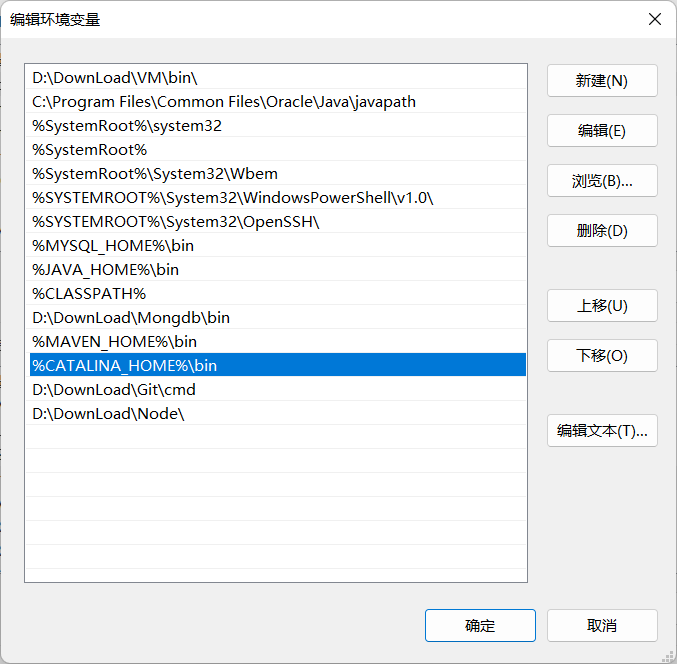 编辑环境变量
D:\DownLoad\VM\bin\
C:\Program Files\Common Files\Oracle\Java\javapath
%SystemRoot%\system32
%SystemRoot%
%SystemRoot%\System32\Wbem
%SYSTEMROOT%\System32\WindowsPowerShell\v1.0\
%SYSTEMROOT%\System32\OpenSSH\
%MYSQL_HOME%\bin
%JAVA_HOME%\bin
%CLASSPATH%
D:\DownLoad\Mongdb\bin
%MAVEN_HOME%\bin
%CATALINA_HOME%\bin
D:\DownLoad\Git\cmd
D:\DownLoad\Node\
新建(N)
编辑(E)
浏览(B)...
删除(D)
上移(U)
下移(O)
编辑文本(T)...
确定
取消